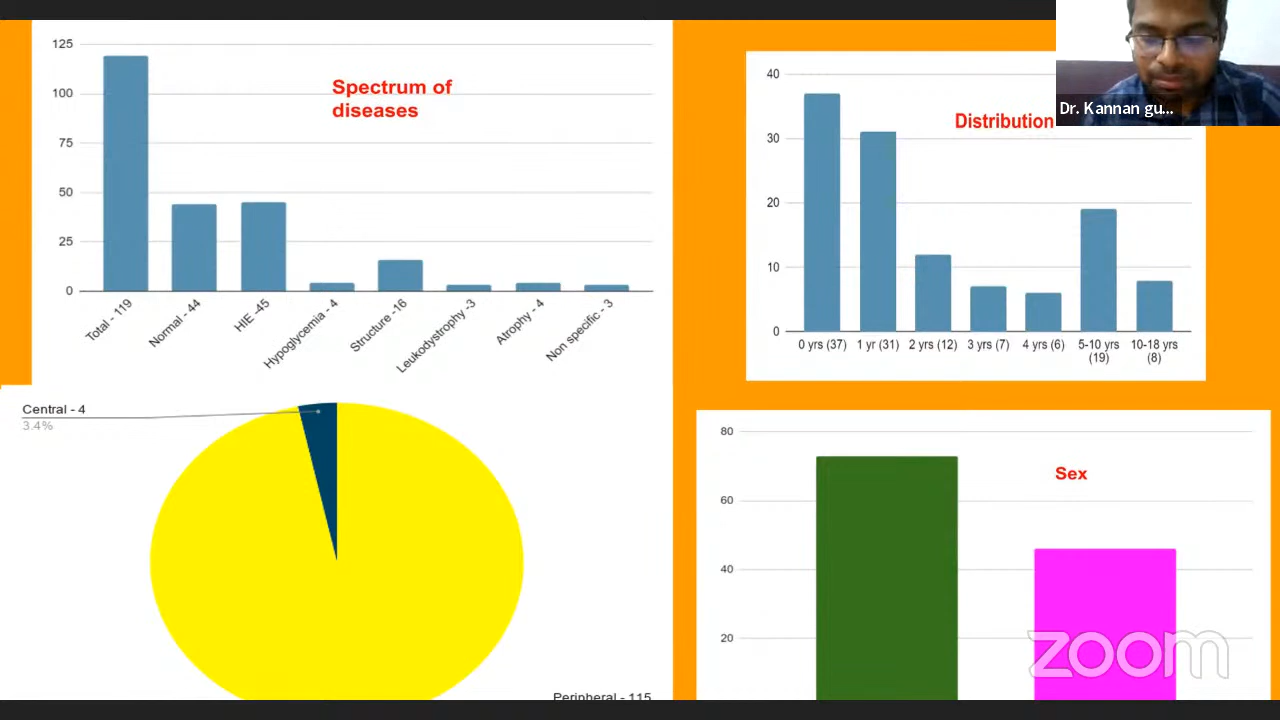 125
100
75
50
25
0
Spectrum of
diseases
Total - 119
Normal - 44
HIE -45
Hypoglycemia - 4
Structure -16
Leukodystrophy -3
Atrophy - 4
Non specific - 3
40
30
20
10
0
Distribution
0 yrs (37)
1 yr (31)
2 yrs (12)
3 yrs (7)
4 yrs (6)
5-10 yrs
(19)
10-18 yrs
(8)
Dr. Kannan gu...
Central - 4
3.4%
Peripheral - 115
80
60
40
20
Sex
zoom